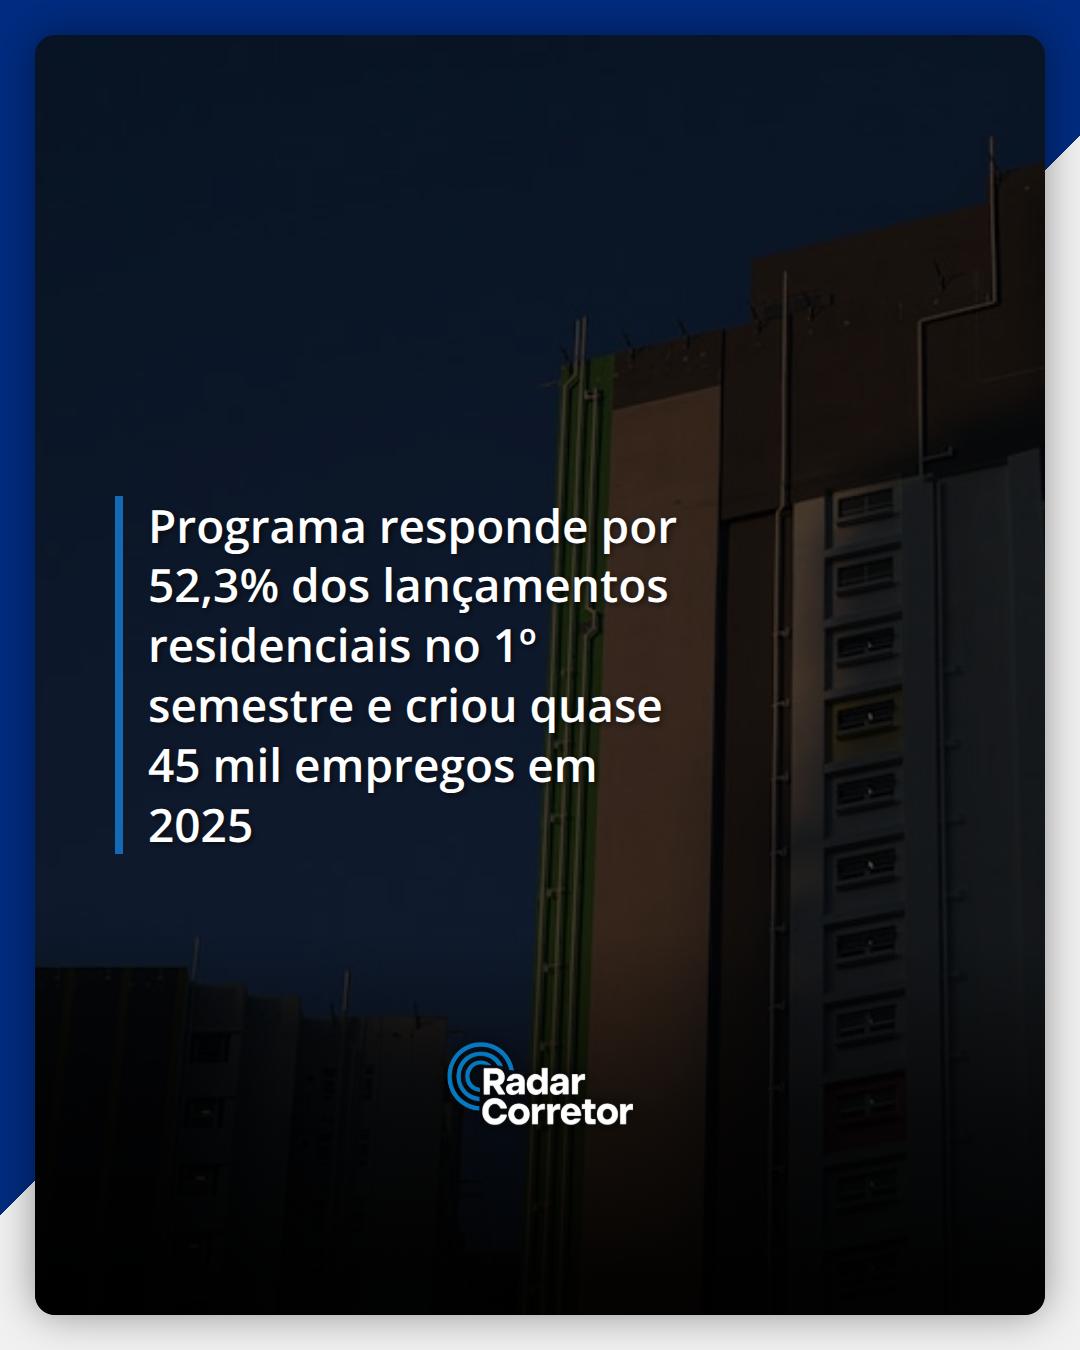 Programa responde por
52,3% dos lançamentos
residenciais no 1º
semestre e criou quase
45 mil empregos em
2025
Radar
Corretor